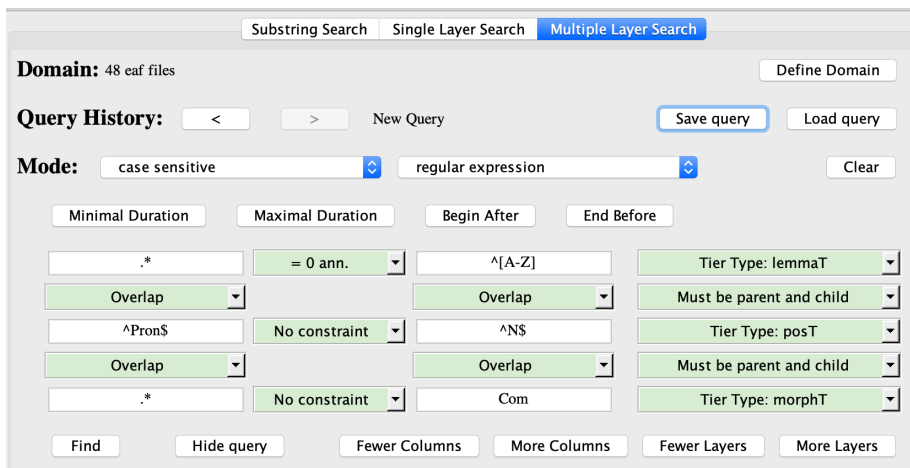 Substring Search Single Layer Search Multiple Layer Search
Domain: 48 eaf files Define Domain
Query History: < > New Query Save query Load query
Mode: case sensitive regular expression Clear
Minimal Duration Maximal Duration Begin After End Before
.* = 0 ann. ^[A-Z] Tier Type: lemmaT
Overlap Overlap Must be parent and child
^Pron$ No constraint ^N$ Tier Type: posT
Overlap Overlap Must be parent and child
.* No constraint Com Tier Type: morphT
Find Hide query Fewer Columns More Columns Fewer Layers More Layers